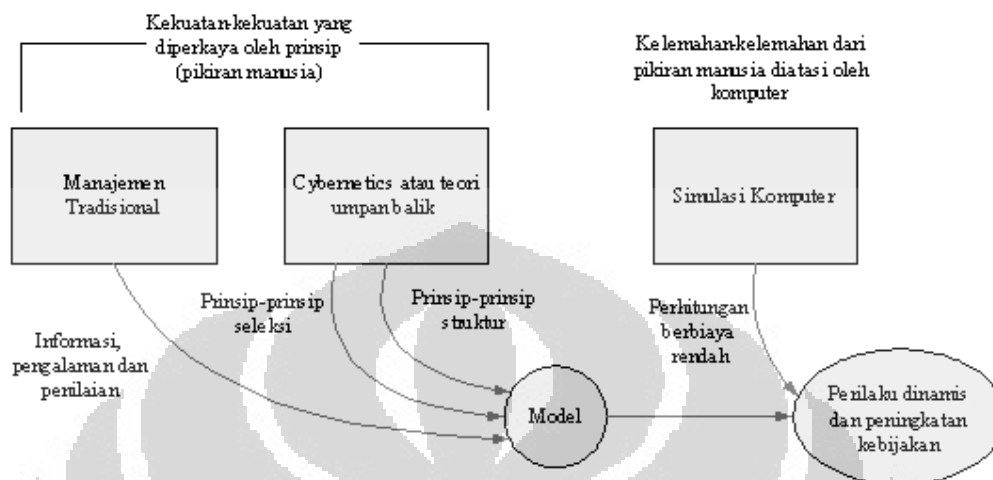 Kekuatan-kekuatan yang
diperkaya oleh prinsip
(pikiran manusia)
Kelemahan-kelemahan dari
pikiran manusia diatasi oleh
komputer
Manajemen
Tradisional
Cybernetics atau teori
umpanbalik
Simulasi Komputer
Prinsip-prinsip
seleksi
Prinsip-prinsip
struktur
Perhitungan
berbiaya
rendah
Informasi,
pengalaman dan
penilaian
Model
Perilaku dinamis
dan peningkatan
kebijakan